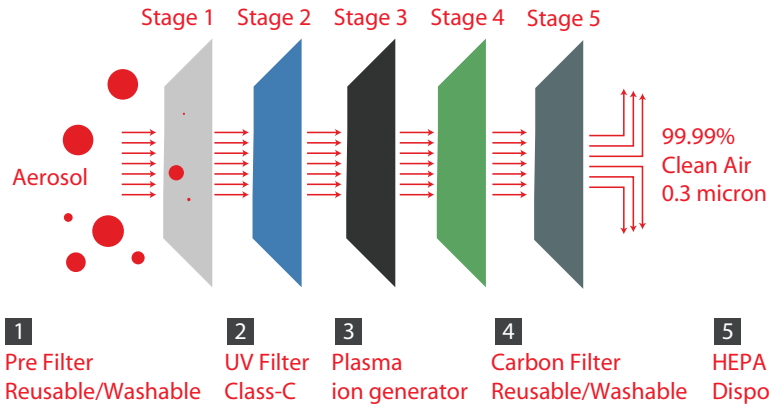 Stage 1 Stage 2 Stage 3 Stage 4 Stage 5
Aerosol
99.99%
Clean Air
0.3 micron
1
Pre Filter
Reusable/Washable
2
UV Filter
Class-C
3
Plasma
ion generator
4
Carbon Filter
Reusable/Washable
5
HEPA
Dispo